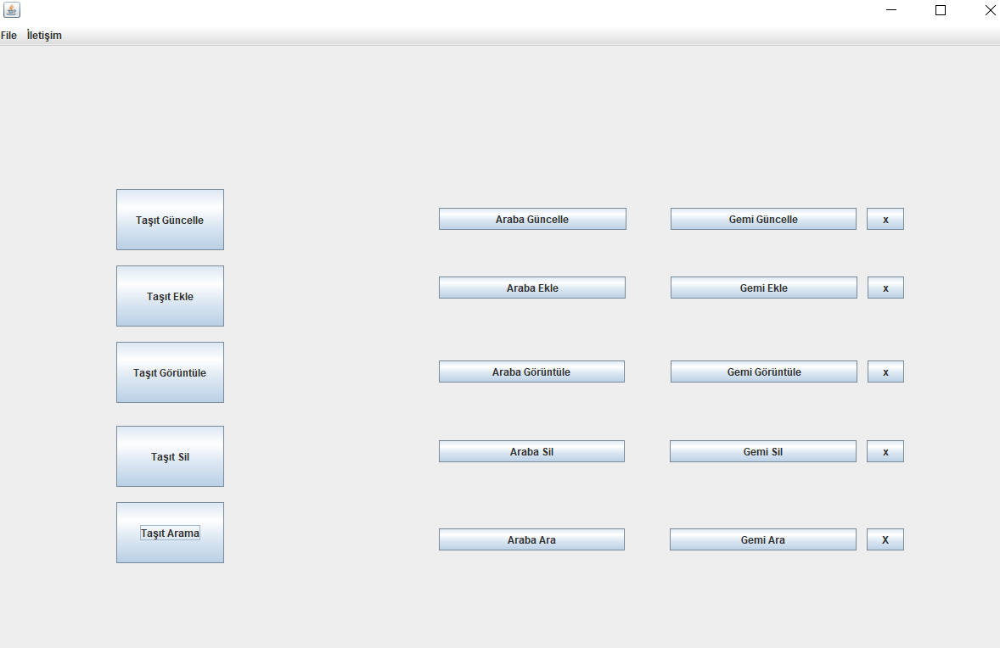 File İletişim
Taşıt Güncelle Araba Güncelle Gemi Güncelle x
Taşıt Ekle Araba Ekle Gemi Ekle x
Taşıt Görüntüle Araba Görüntüle Gemi Görüntüle x
Taşıt Sil Araba Sil Gemi Sil x
Taşıt Arama Araba Ara Gemi Ara X